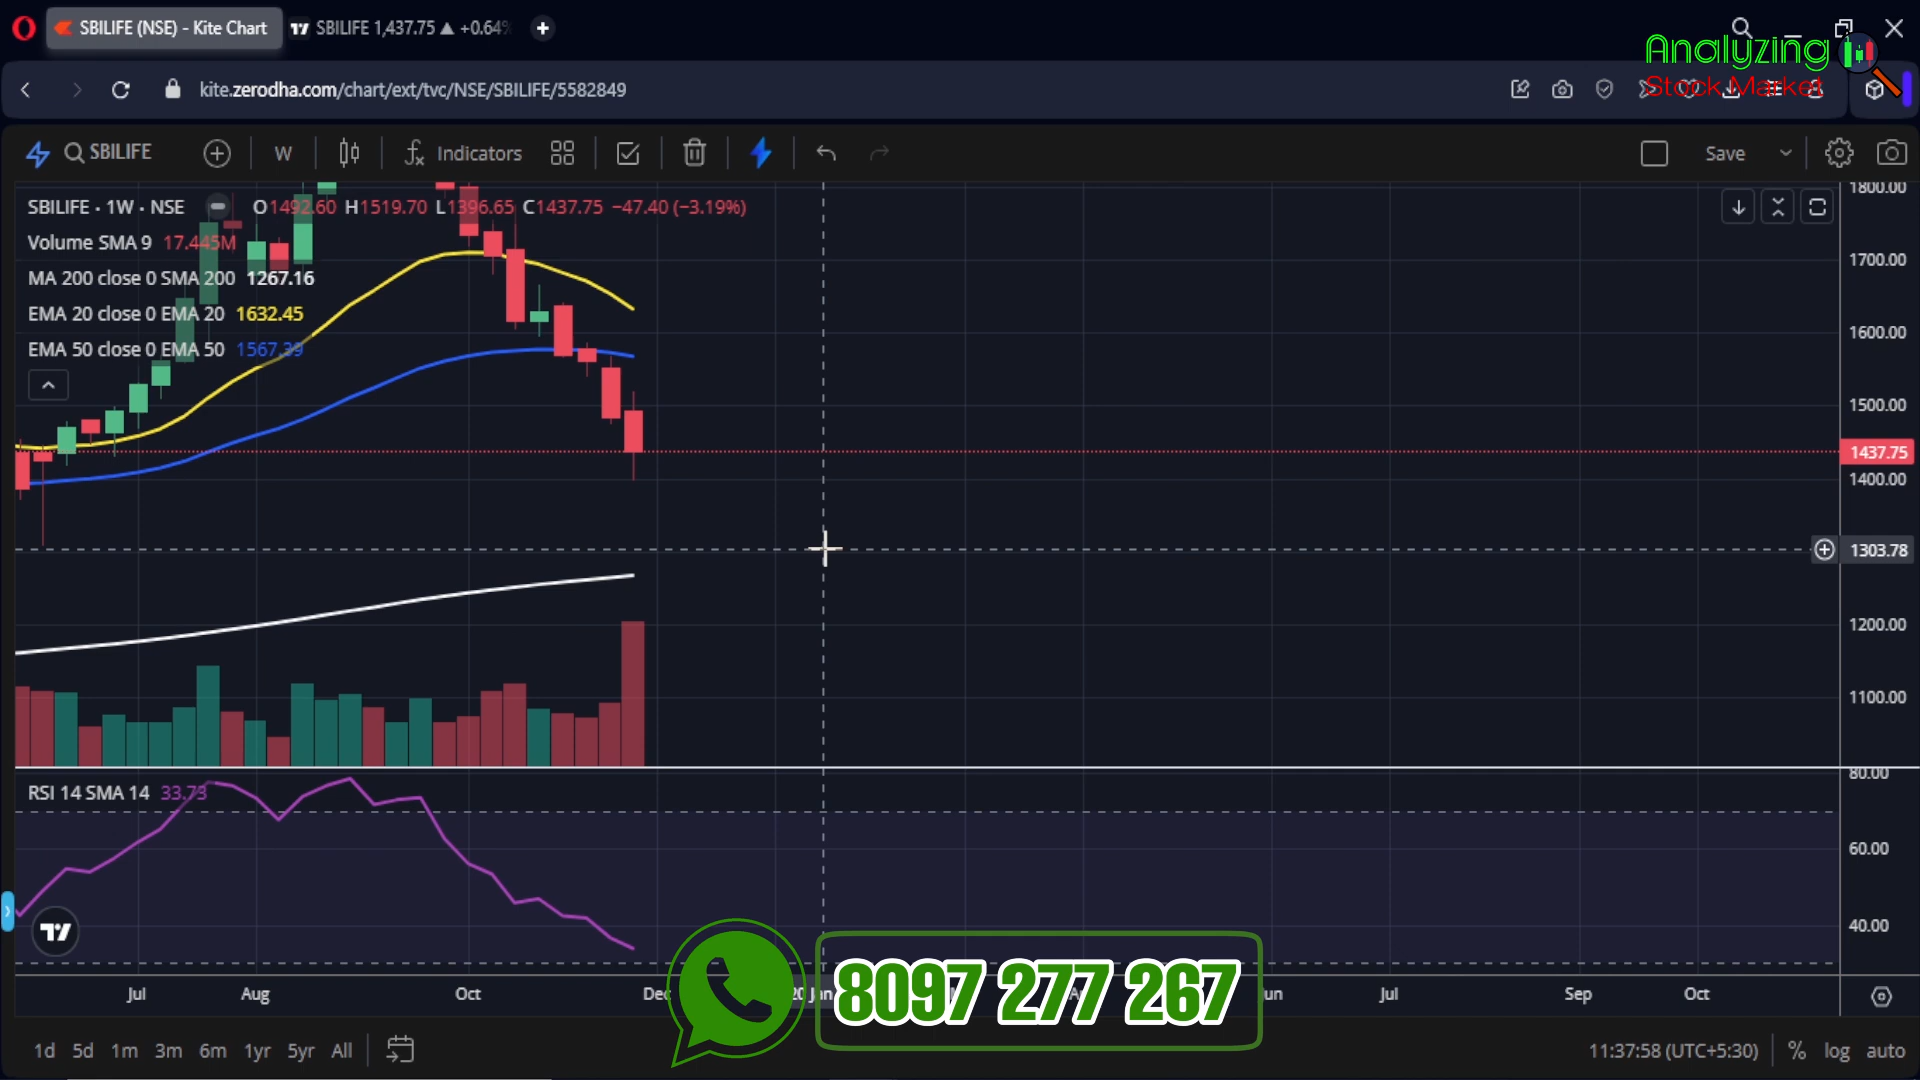 SBILIFE (NSE) - Kite Chart
SBILIFE 1,437.75 ▲ +0.64%
Analyzing
Stock Market
kite.zerodha.com/chart/ext/tvc/NSE/SBILIFE/5582849
SBILIFE W Indicators Save
SBILIFE · 1W · NSE O1492.60 H1519.70 L1396.65 C1437.75 −47.40 (−3.19%)
Volume SMA 9 17.445M
MA 200 close 0 SMA 200 1267.16
EMA 20 close 0 EMA 20 1632.45
EMA 50 close 0 EMA 50 1567.39
1800.00
1700.00
1600.00
1500.00
1437.75
1400.00
1303.78
1200.00
1100.00
RSI 14 SMA 14 33.73
80.00
60.00
40.00
Jul Aug Oct Dec Jul Sep Oct
8097 277 267
1d 5d 1m 3m 6m 1yr 5yr All
11:37:58 (UTC+5:30) % log auto